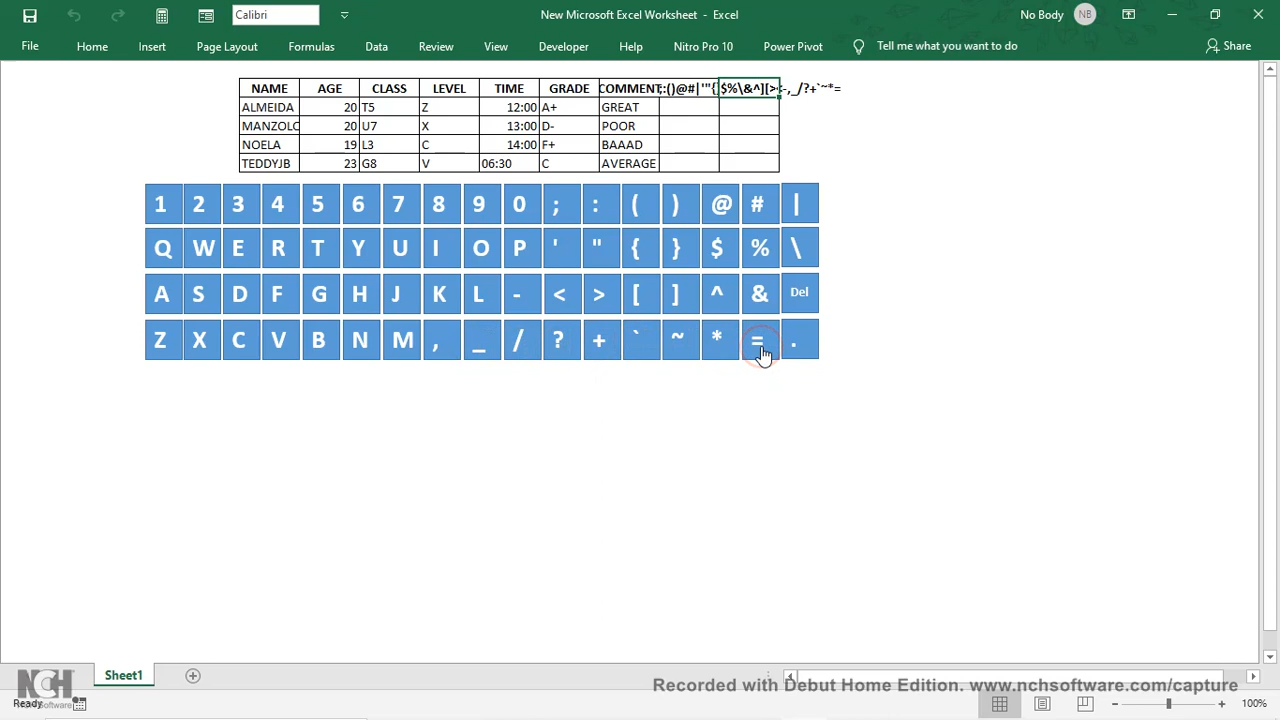 Calibri
New Microsoft Excel Worksheet - Excel
No Body NB
File Home Insert Page Layout Formulas Data Review View Developer Help Nitro Pro 10 Power Pivot Tell me what you want to do Share
NAME AGE CLASS LEVEL TIME GRADE COMMENT ;:()@#|'"{} $%\&^][><-,_/?+`~*=
ALMEIDA 20 T5 Z 12:00 A+ GREAT
MANZOLO 20 U7 X 13:00 D- POOR
NOELA 19 L3 C 14:00 F+ BAAAD
TEDDYJB 23 G8 V 06:30 C AVERAGE
1 2 3 4 5 6 7 8 9 0 ; : ( ) @ # |
Q W E R T Y U I O P ' " { } $ % \
A S D F G H J K L - < > [ ] ^ & Del
Z X C V B N M , _ / ? + ` ~ * = .
Sheet1
NCH
NCH Software
Recorded with Debut Home Edition. www.nchsoftware.com/capture
Ready
100%